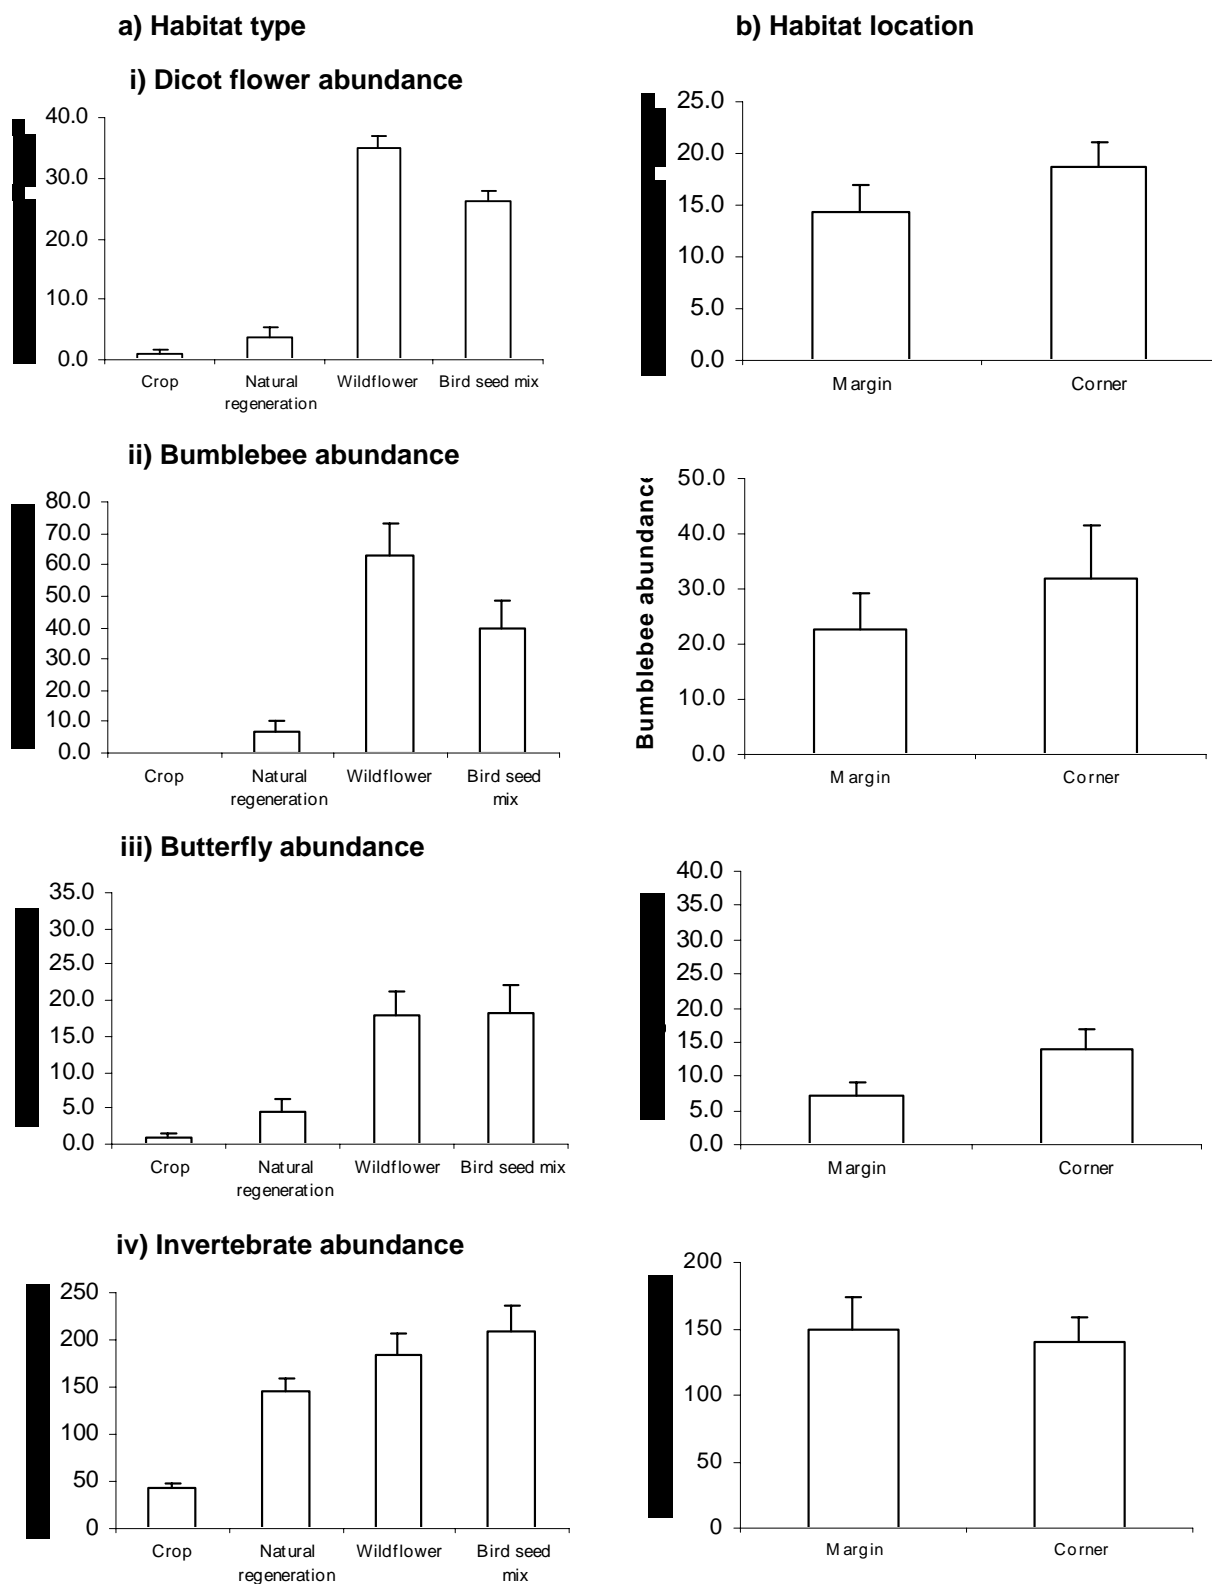 a) Habitat type
b) Habitat location
i) Dicot flower abundance
40.0
30.0
20.0
10.0
0.0
Crop
Natural
regeneration
Wildflower
Bird seed mix
25.0
20.0
15.0
10.0
5.0
0.0
Margin
Corner
ii) Bumblebee abundance
80.0
70.0
60.0
50.0
40.0
30.0
20.0
10.0
0.0
Crop
Natural
regeneration
Wildflower
Bird seed
mix
Bumblebee abundance
50.0
40.0
30.0
20.0
10.0
0.0
Margin
Corner
iii) Butterfly abundance
35.0
30.0
25.0
20.0
15.0
10.0
5.0
0.0
Crop
Natural
regeneration
Wildflower
Bird seed mix
40.0
35.0
30.0
25.0
20.0
15.0
10.0
5.0
0.0
Margin
Corner
iv) Invertebrate abundance
250
200
150
100
50
0
Crop
Natural
regeneration
Wildflower
Bird seed
mix
200
150
100
50
0
Margin
Corner